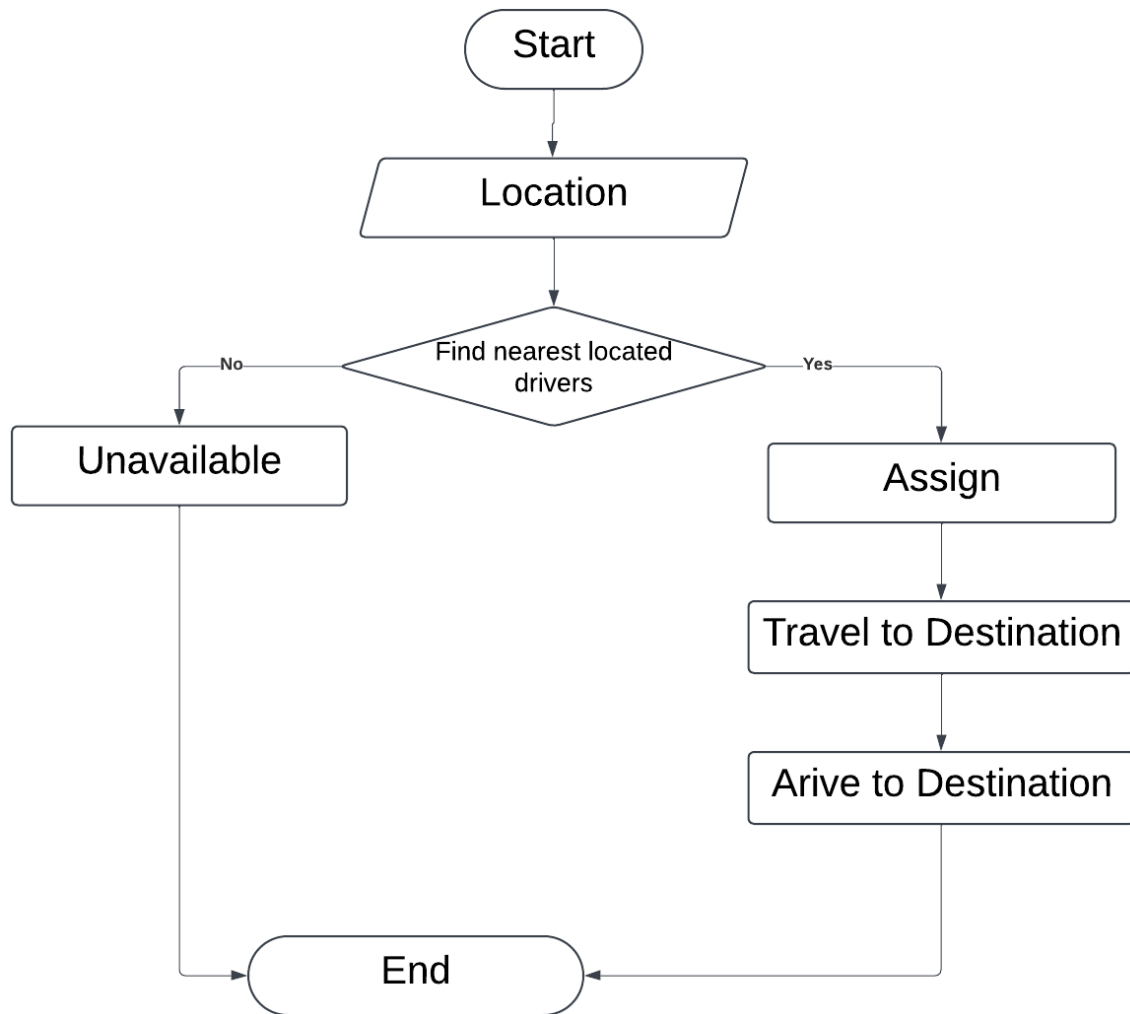 Start
Location
Find nearest located
drivers
No
Yes
Unavailable
Assign
Travel to Destination
Arive to Destination
End